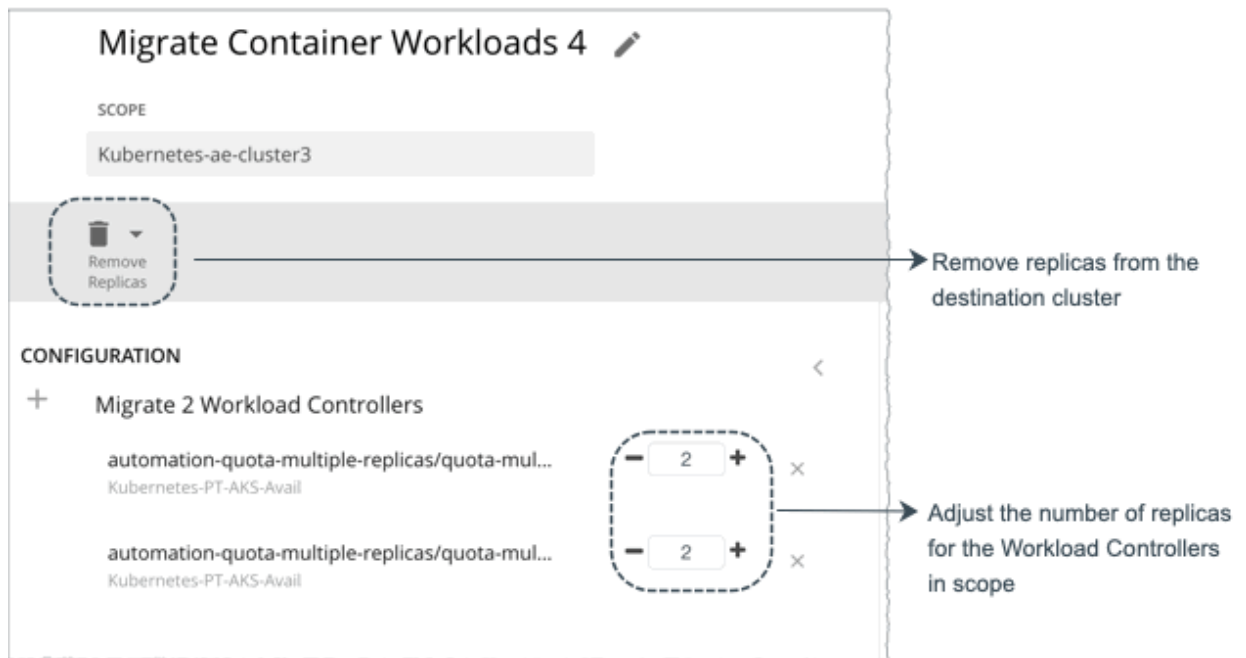 Migrate Container Workloads 4
SCOPE
Kubernetes-ae-cluster3
Remove
Replicas
Remove replicas from the
destination cluster
CONFIGURATION
Migrate 2 Workload Controllers
automation-quota-multiple-replicas/quota-mul...
Kubernetes-PT-AKS-Avail
2
automation-quota-multiple-replicas/quota-mul...
Kubernetes-PT-AKS-Avail
2
Adjust the number of replicas
for the Workload Controllers
in scope